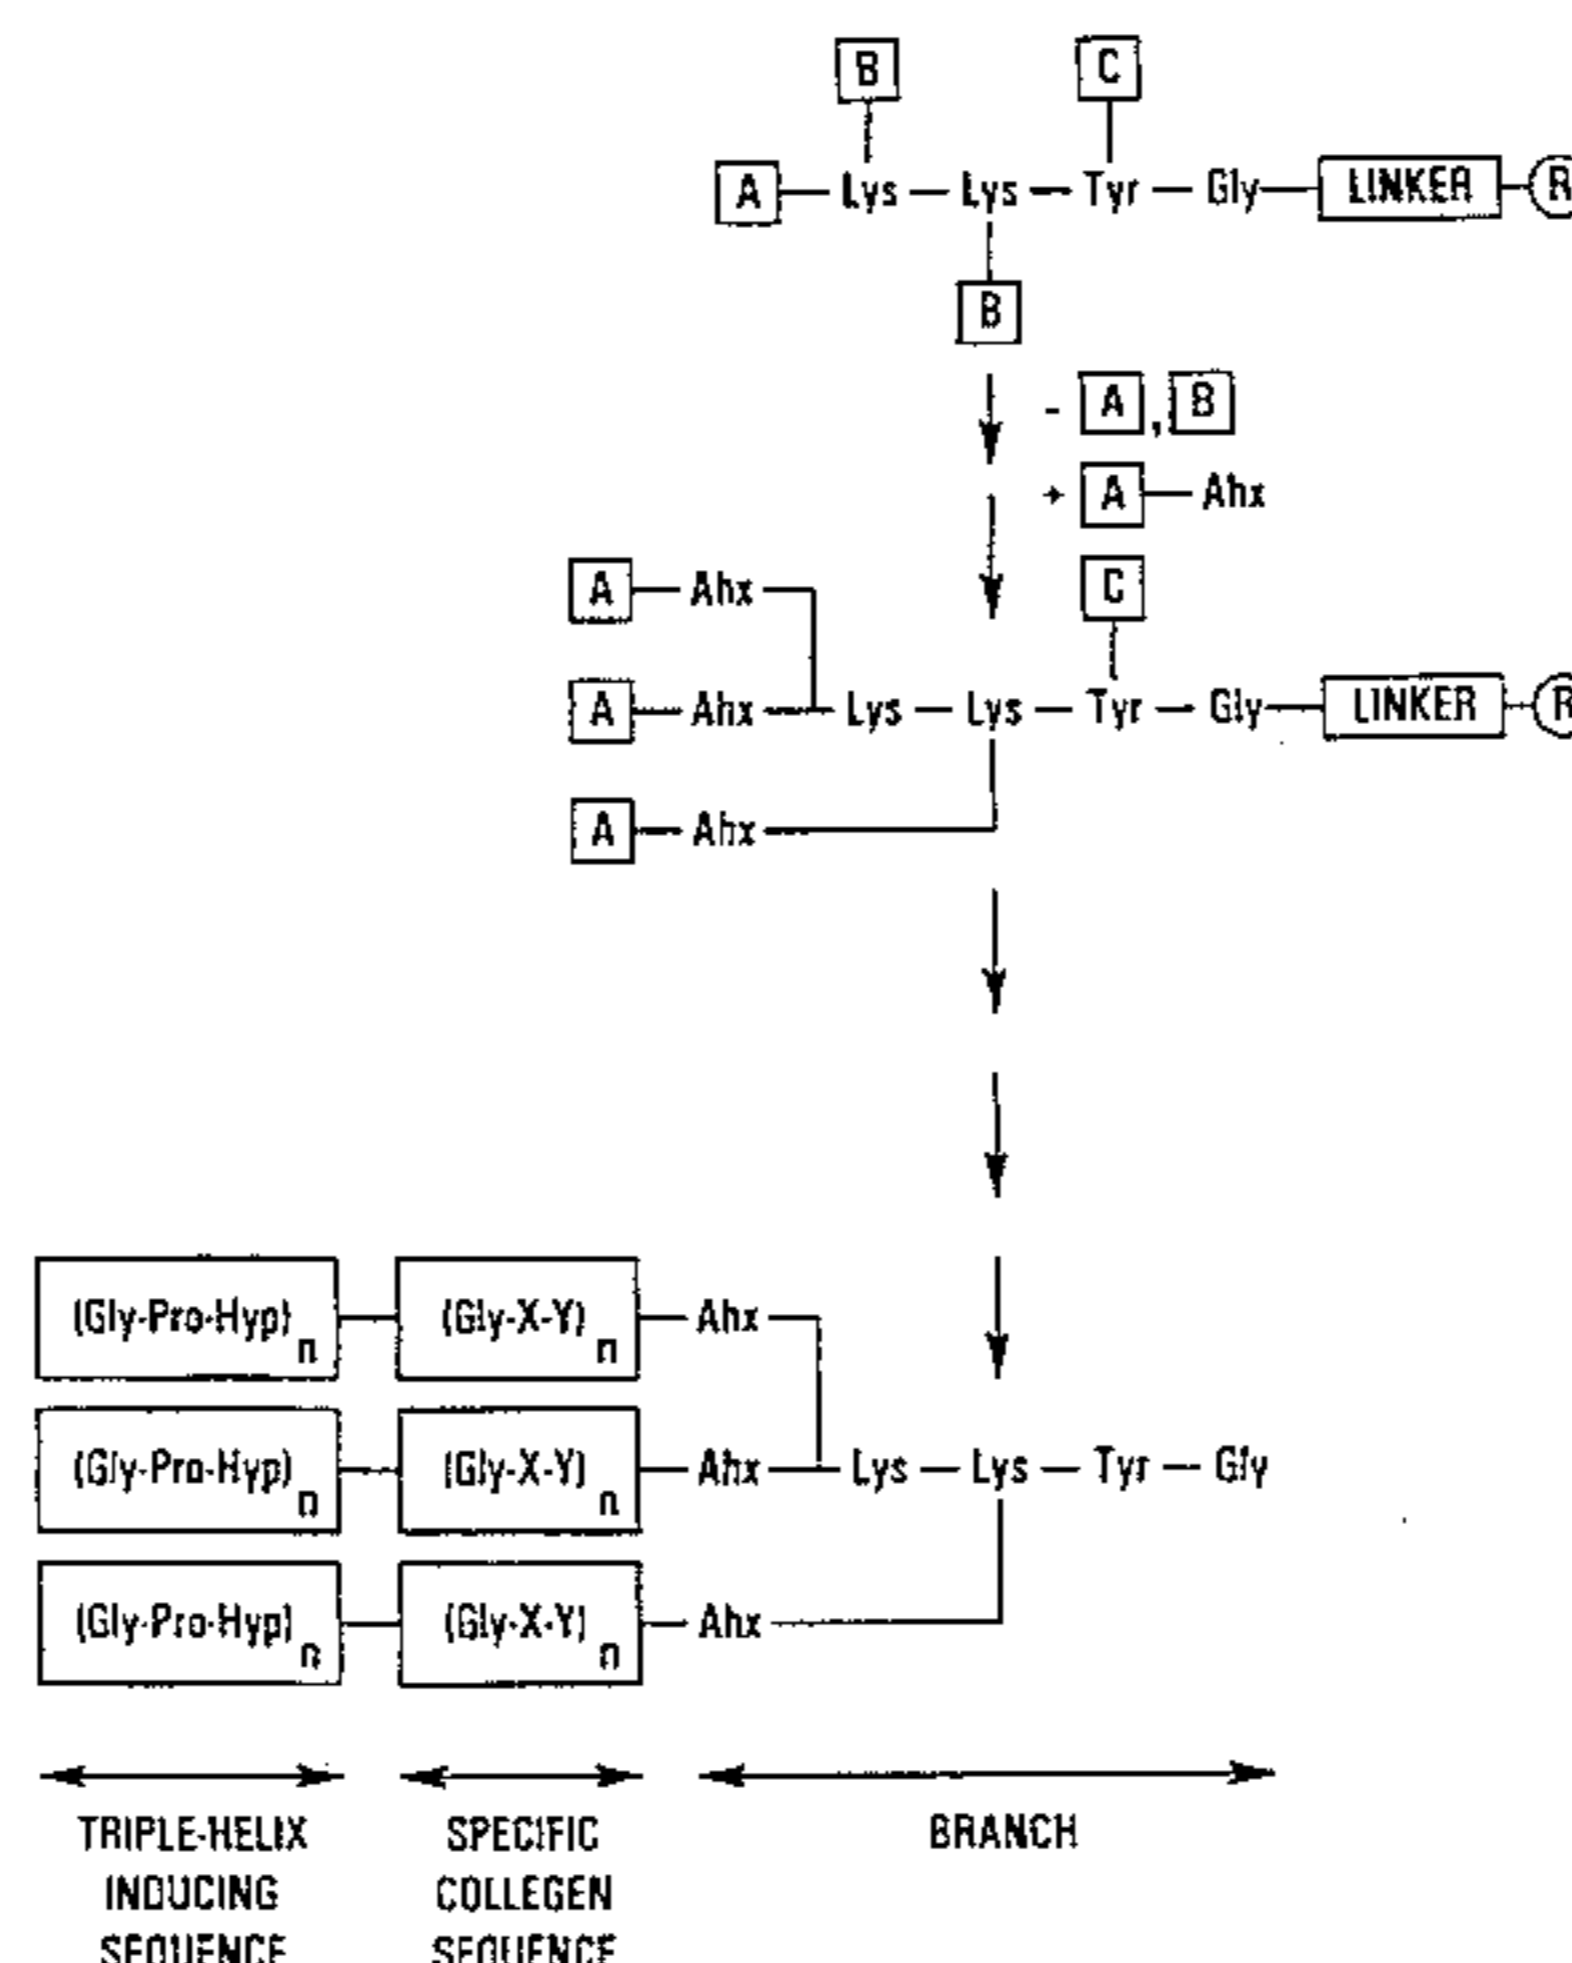 B C
A Lys Lys Tyr Gly LINKER R
B
- A , B
+ A Ahx
C
A Ahx
A Ahx Lys Lys Tyr Gly LINKER R
A Ahx
(Gly-Pro-Hyp)n (Gly-X-Y)n Ahx
(Gly-Pro-Hyp)n (Gly-X-Y)n Ahx Lys Lys Tyr Gly
(Gly-Pro-Hyp)n (Gly-X-Y)n Ahx
TRIPLE-HELIX SPECIFIC BRANCH
INDUCING COLLEGEN
SEQUENCE SEQUENCE